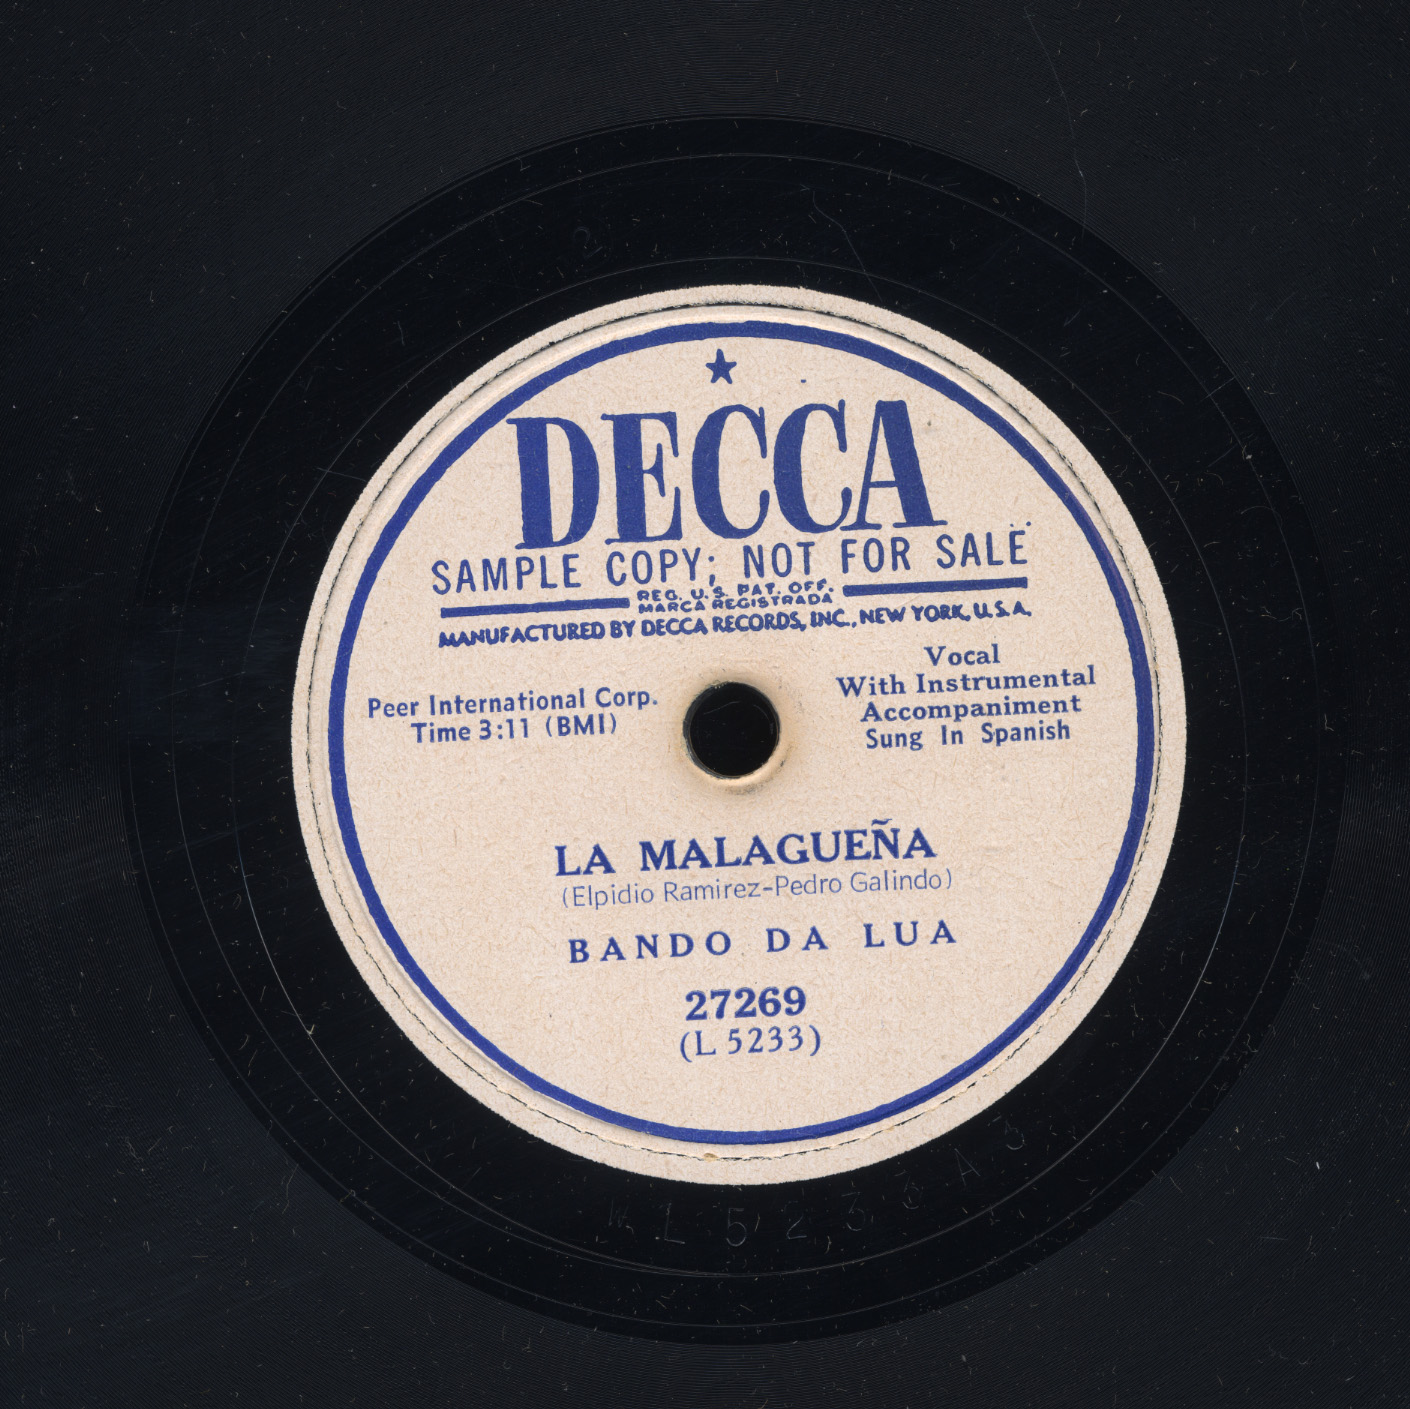 DECCA
SAMPLE COPY; NOT FOR SALE
REG. U.S. PAT. OFF.
MARCA REGISTRADA
MANUFACTURED BY DECCA RECORDS, INC., NEW YORK, U.S.A.
Peer International Corp.
Time 3:11 (BMI)
Vocal
With Instrumental
Accompaniment
Sung In Spanish
LA MALAGUEÑA
(Elpidio Ramirez-Pedro Galindo)
BANDO DA LUA
27269
(L 5233)
L 5233 A